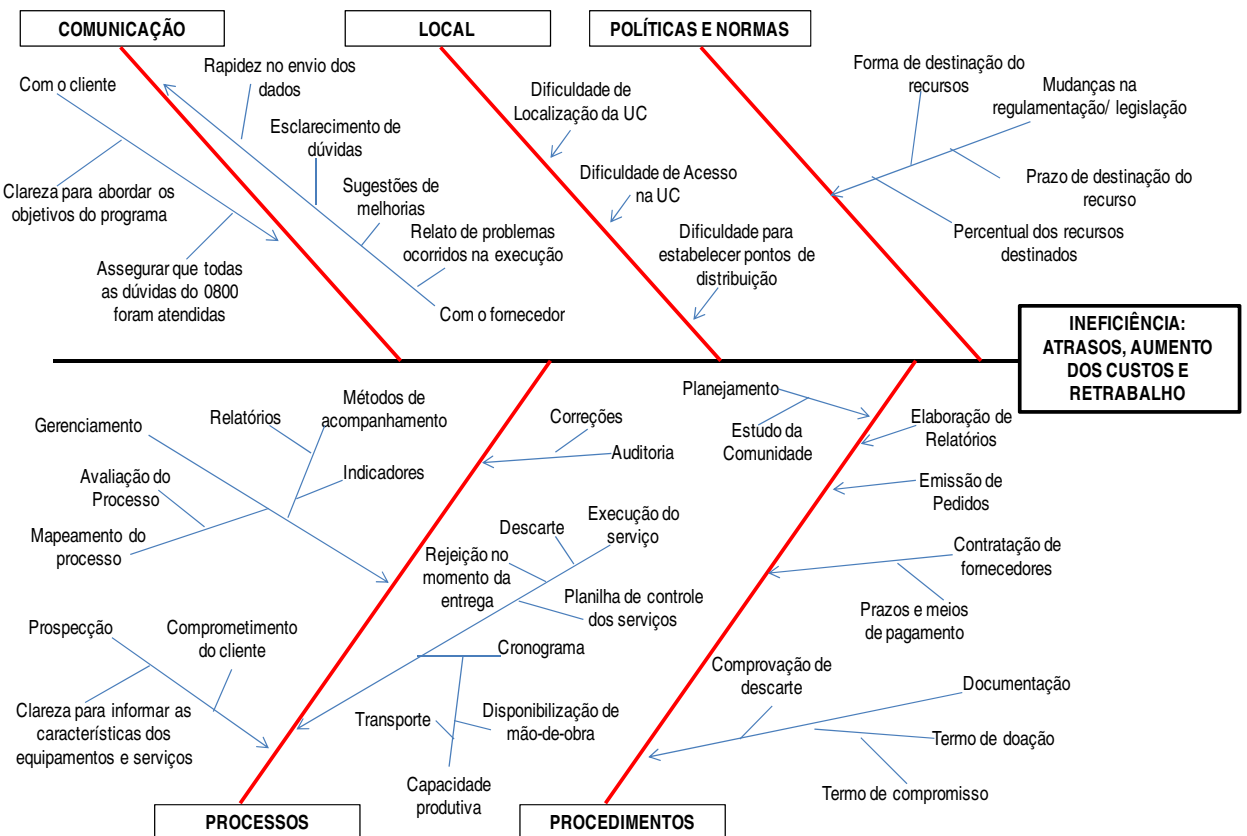 COMUNICAÇÃO
LOCAL
POLÍTICAS E NORMAS
Com o cliente
Clareza para abordar os
objetivos do programa
Assegurar que todas
as dúvidas do 0800
foram atendidas
Rapidez no envio dos
dados
Esclarecimento de
dúvidas
Sugestões de
melhorias
Relato de problemas
ocorridos na execução
Com o fornecedor
Dificuldade de
Localização da UC
Dificuldade de Acesso
na UC
Dificuldade para
estabelecer pontos de
distribuição
Forma de destinação do
recursos
Mudanças na
regulamentação/ legislação
Prazo de destinação do
recurso
Percentual dos recursos
destinados
INEFICIÊNCIA:
ATRASOS, AUMENTO
DOS CUSTOS E
RETRABALHO
Gerenciamento
Relatórios
Métodos de
acompanhamento
Indicadores
Avaliação do
Processo
Mapeamento do
processo
Prospecção
Comprometimento
do cliente
Clareza para informar as
características dos
equipamentos e serviços
Correções
Auditoria
Execução do
serviço
Descarte
Rejeição no
momento da
entrega
Planilha de controle
dos serviços
Cronograma
Transporte
Disponibilização de
mão-de-obra
Capacidade
produtiva
Planejamento
Estudo da
Comunidade
Elaboração de
Relatórios
Emissão de
Pedidos
Contratação de
fornecedores
Prazos e meios
de pagamento
Comprovação de
descarte
Documentação
Termo de doação
Termo de compromisso
PROCESSOS
PROCEDIMENTOS